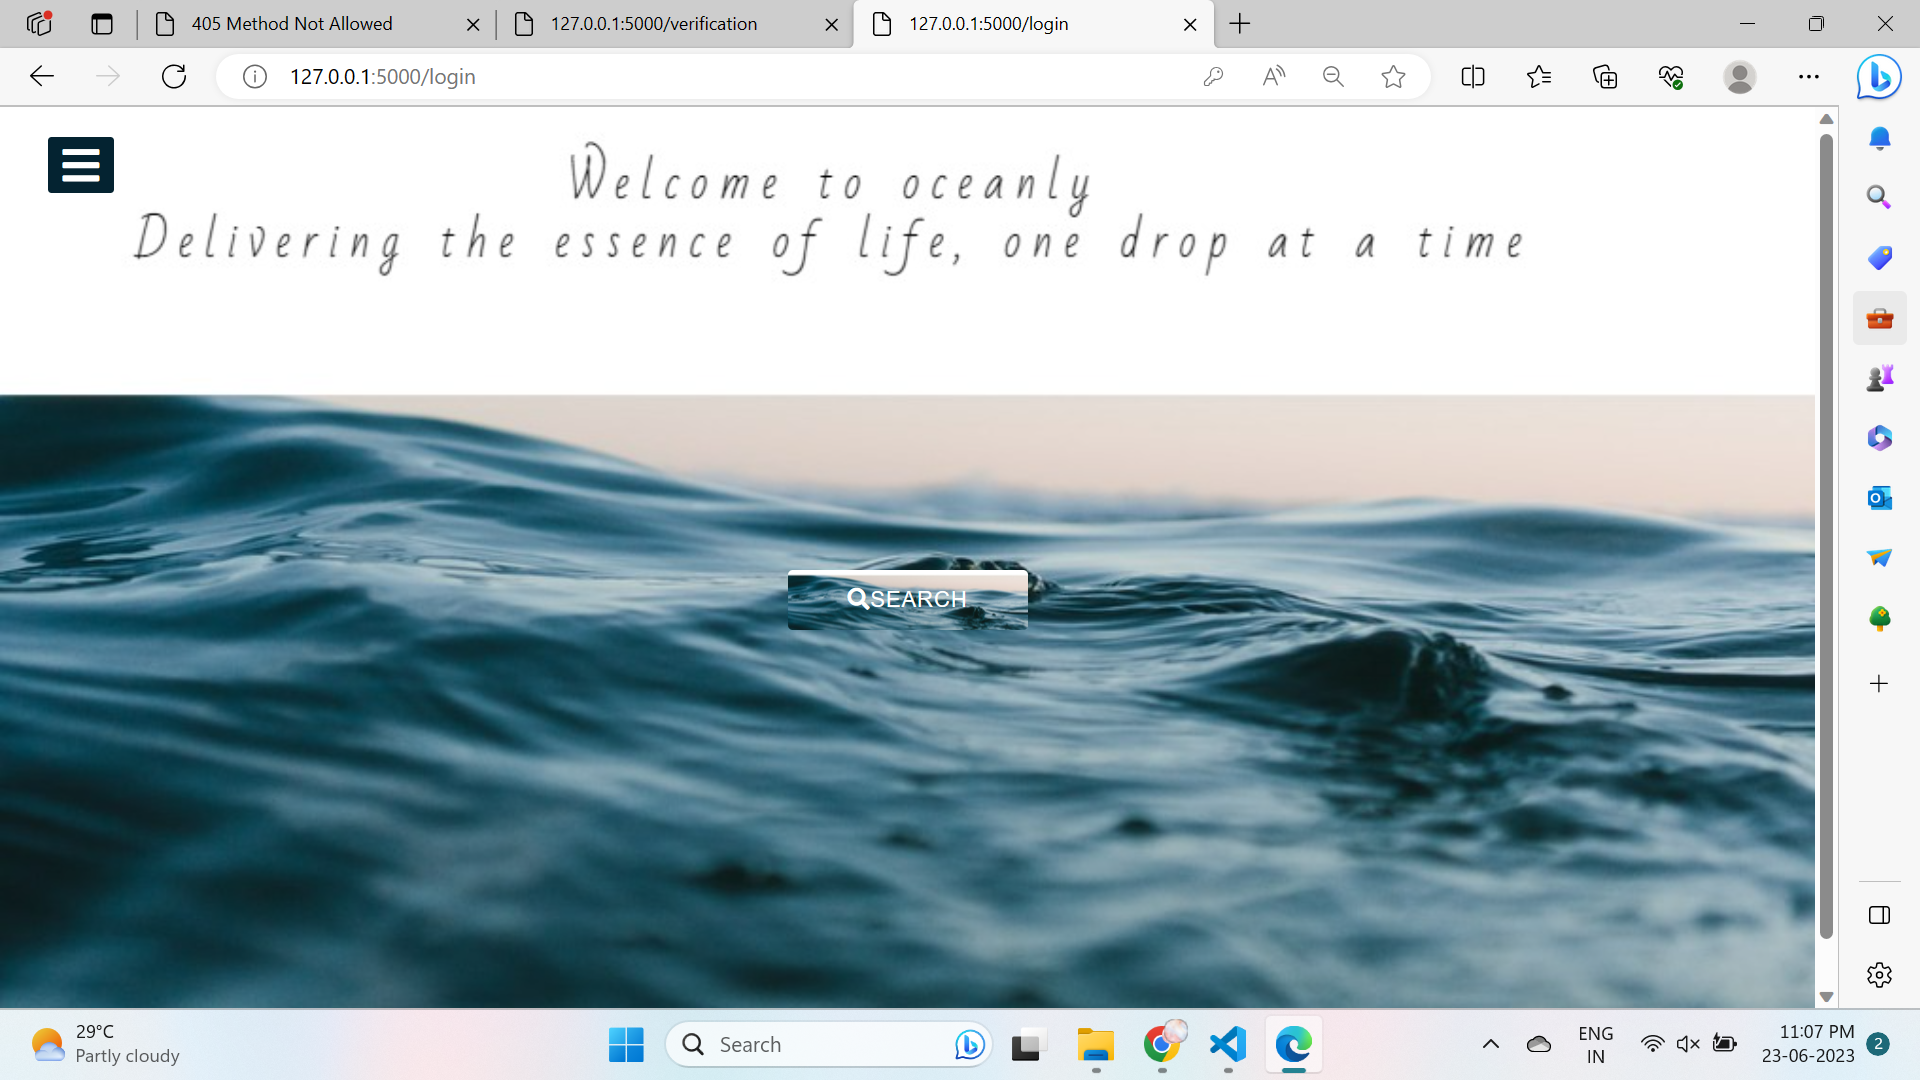 405 Method Not Allowed
127.0.0.1:5000/verification
127.0.0.1:5000/login
127.0.0.1:5000/login
Welcome to oceanly
Delivering the essence of life, one drop at a time
SEARCH
29°C
Partly cloudy
Search
ENG
IN
11:07 PM
23-06-2023
2